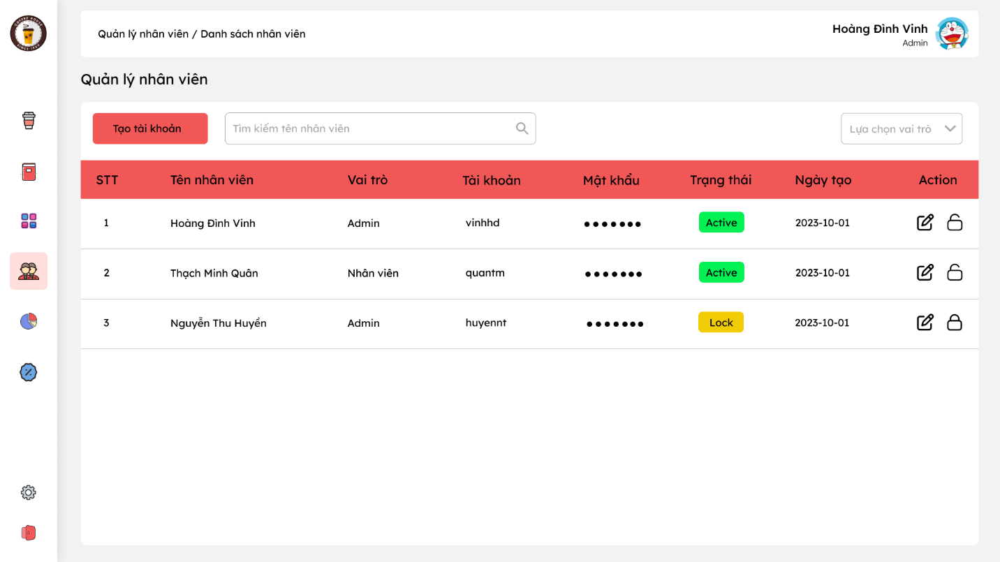 COFFEE HOUSE
Quản lý nhân viên / Danh sách nhân viên
Hoàng Đình Vinh
Admin
Quản lý nhân viên
Tạo tài khoản
Tìm kiếm tên nhân viên
Lựa chọn vai trò
STT Tên nhân viên Vai trò Tài khoản Mật khẩu Trạng thái Ngày tạo Action
1 Hoàng Đình Vinh Admin vinhhd ●●●●●●● Active 2023-10-01
2 Thạch Minh Quân Nhân viên quantm ●●●●●●● Active 2023-10-01
3 Nguyễn Thu Huyền Admin huyennt ●●●●●●● Lock 2023-10-01